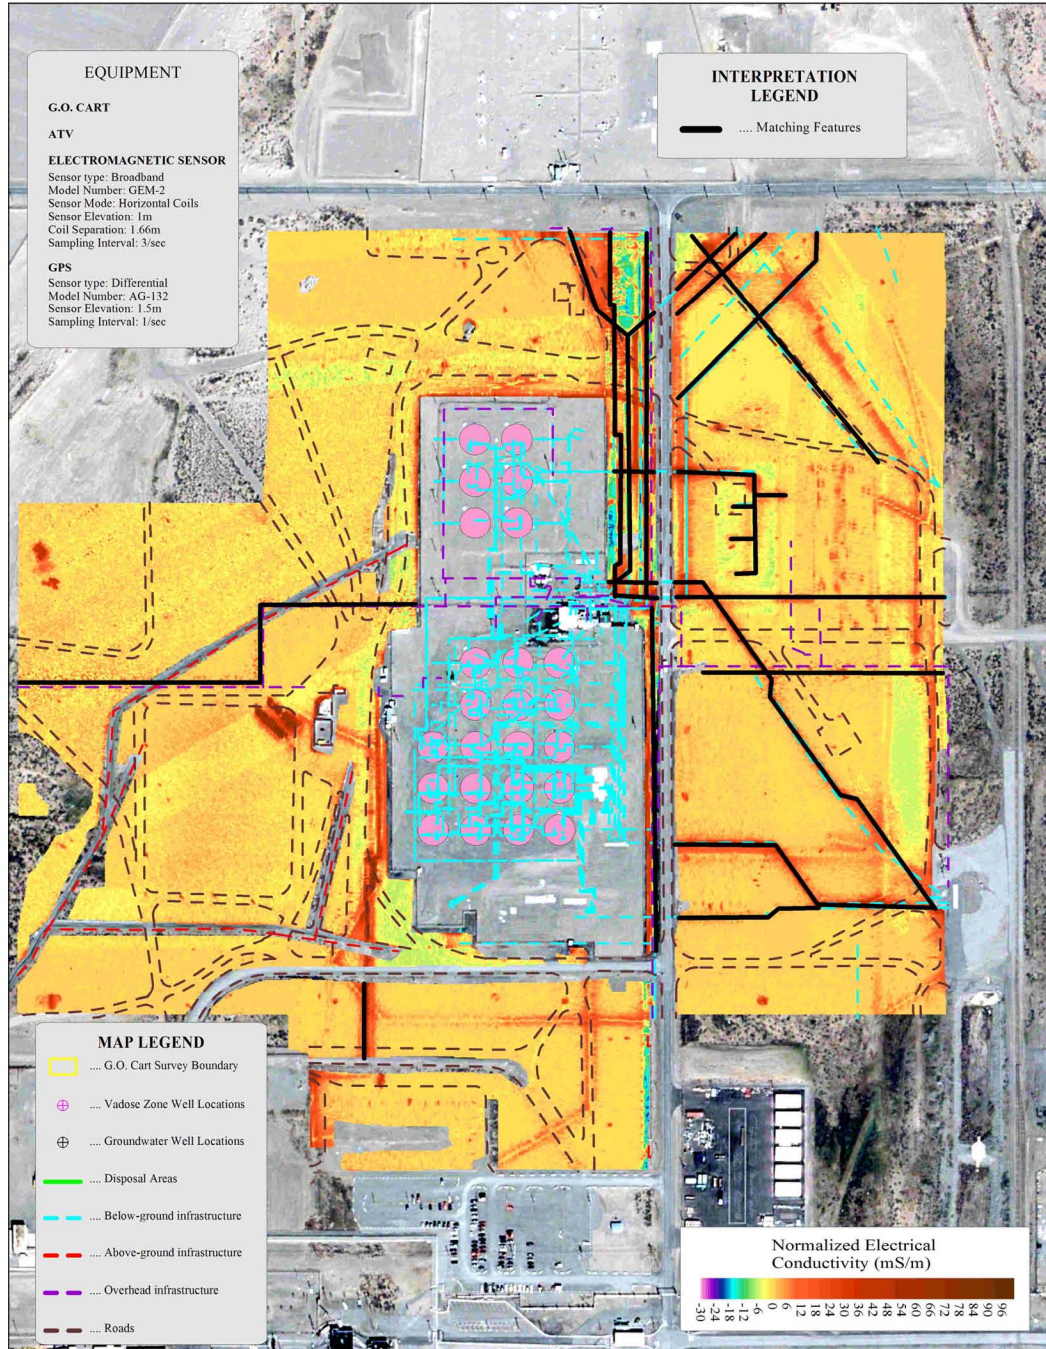 EQUIPMENT
G.O. CART
ATV
ELECTROMAGNETIC SENSOR
Sensor type: Broadband
Model Number: GEM-2
Sensor Mode: Horizontal Coils
Sensor Elevation: 1m
Coil Separation: 1.66m
Sampling Interval: 3/sec
GPS
Sensor type: Differential
Model Number: AG-132
Sensor Elevation: 1.5m
Sampling Interval: 1/sec
INTERPRETATION
LEGEND
.... Matching Features
MAP LEGEND
.... G.O. Cart Survey Boundary
.... Vadose Zone Well Locations
.... Groundwater Well Locations
.... Disposal Areas
.... Below-ground infrastructure
.... Above-ground infrastructure
.... Overhead infrastructure
.... Roads
Normalized Electrical
Conductivity (mS/m)
-30 -24 -18 -12 -6 0 6 12 18 24 30 36 42 48 54 60 66 72 78 84 90 96